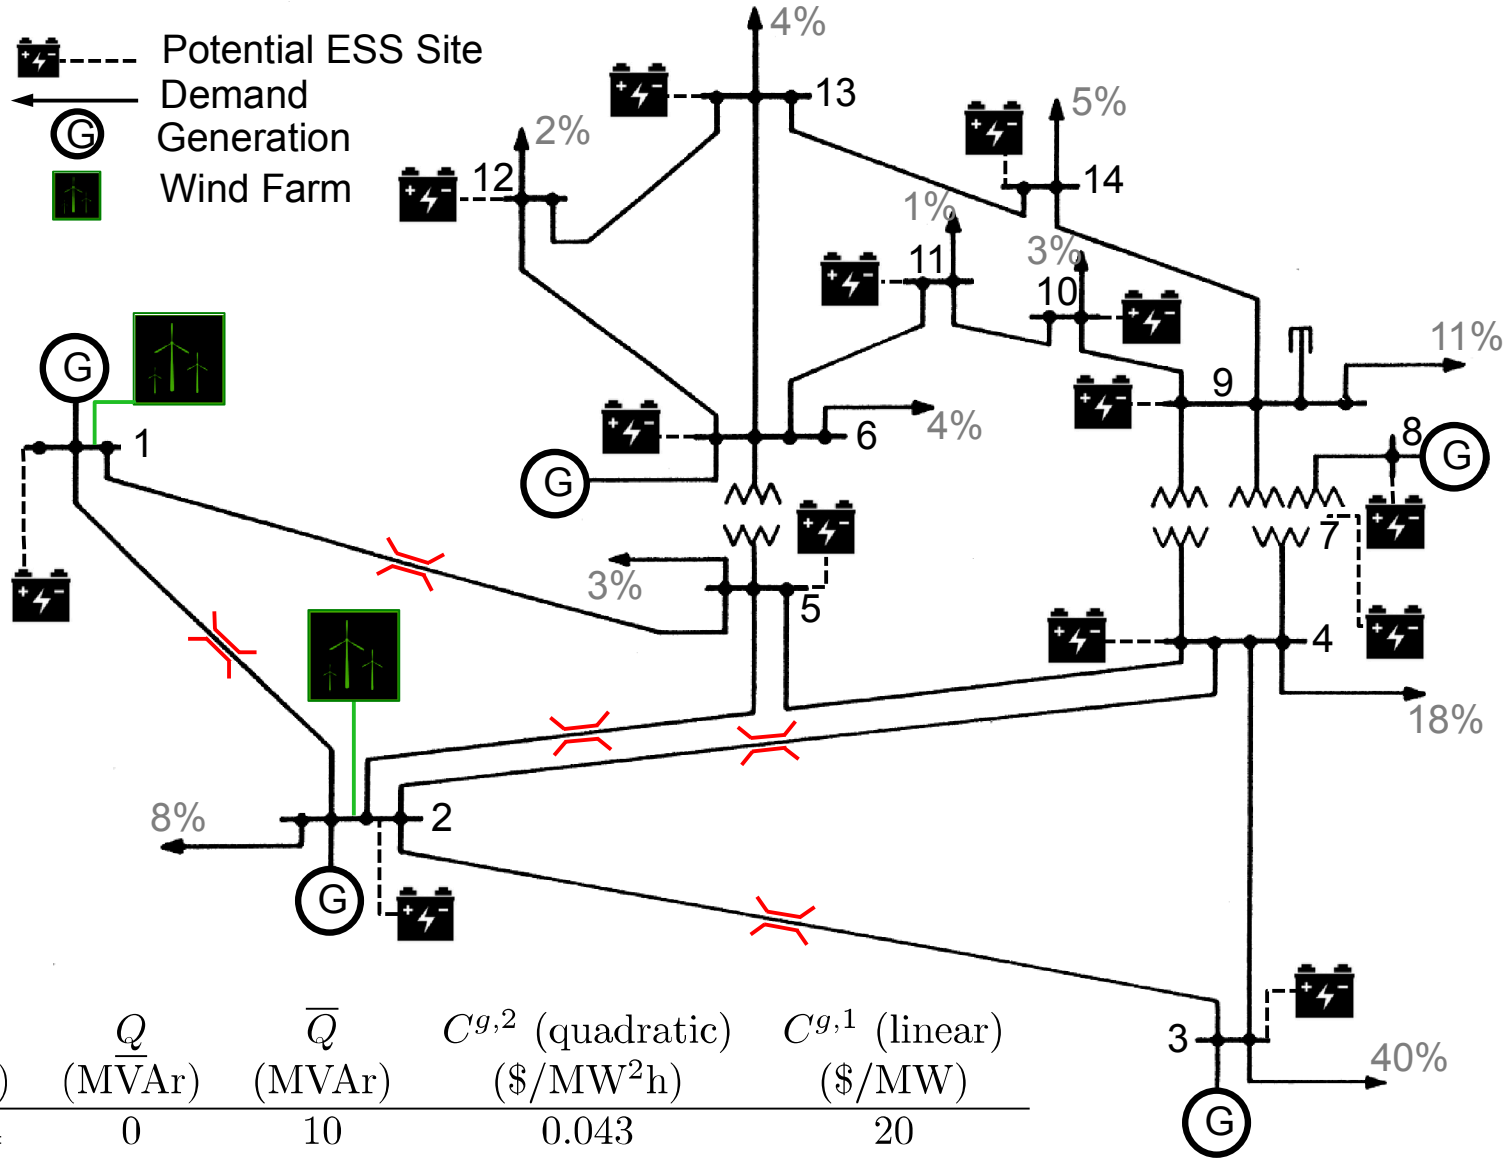 Potential ESS Site
Demand
G Generation
Wind Farm
4%
13
5%
14
2%
12
1%
11
3%
10
11%
9
G
1
6
4%
8
G
G
7
3%
5
4
18%
8%
2
G
3
40%
G
Q Q̅ C^{g,2} (quadratic) C^{g,1} (linear)
) (MVAr) (MVAr) ($/MW²h) ($/MW)
0 10 0.043 20